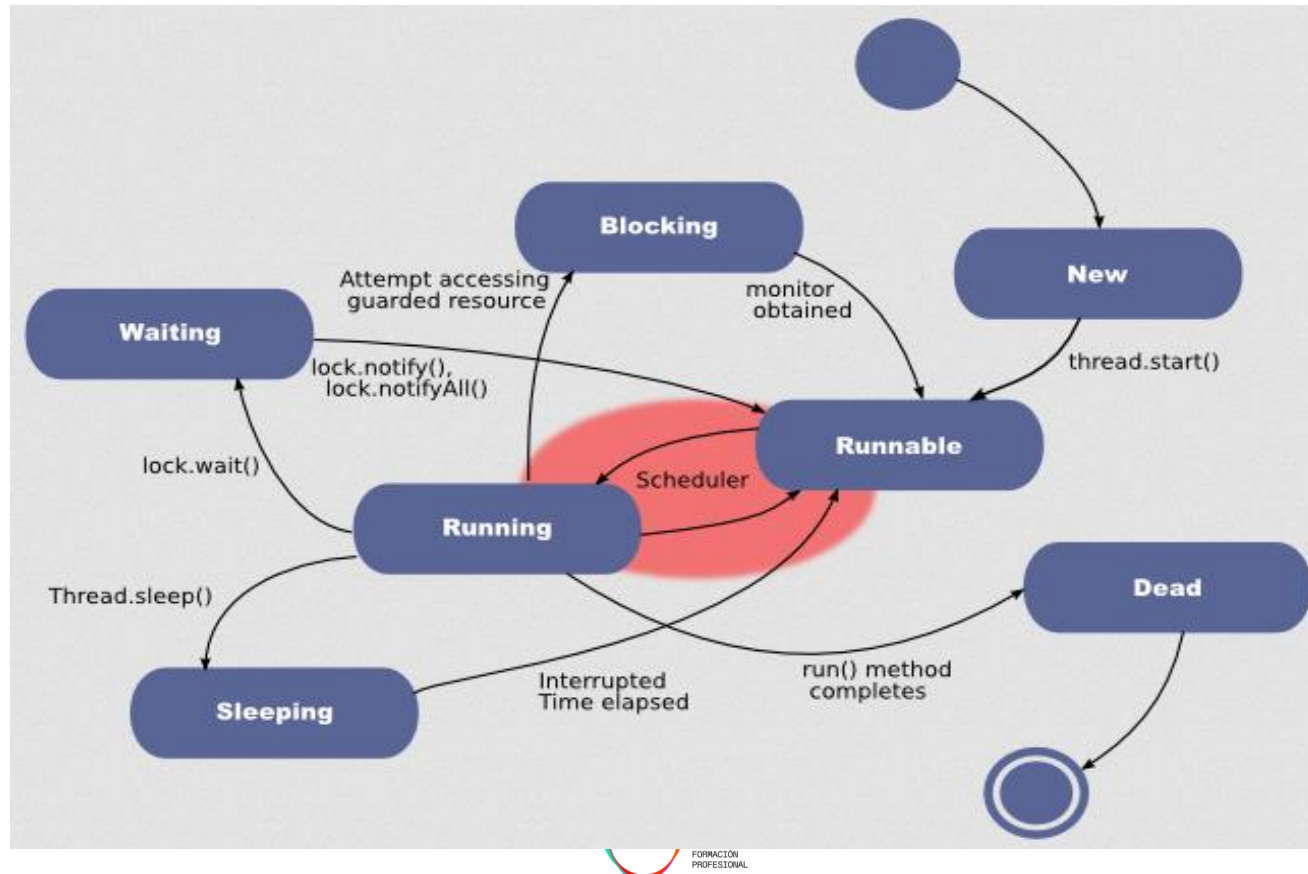 Blocking
New
Attempt accessing
guarded resource
monitor
obtained
Waiting
thread.start()
lock.notify(),
lock.notifyAll()
Runnable
lock.wait()
Scheduler
Running
Dead
Thread.sleep()
run() method
completes
Interrupted
Time elapsed
Sleeping
FORMACIÓN
PROFESIONAL